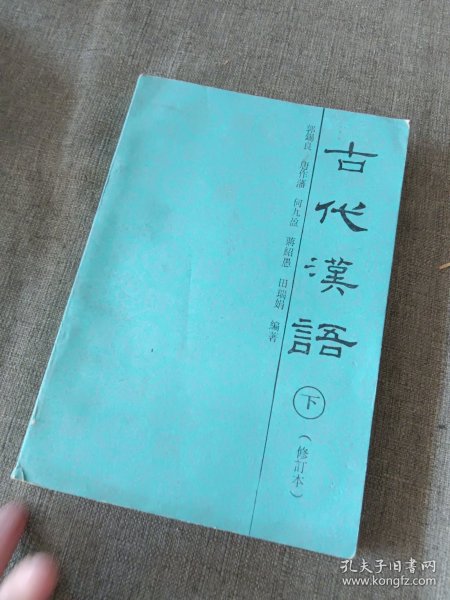 古代漢語
下
(修訂本)
郭錫良 唐作藩 何九盈 蔣紹愚 田瑞娟 編著
孔夫子旧书网
www.kongfz.com